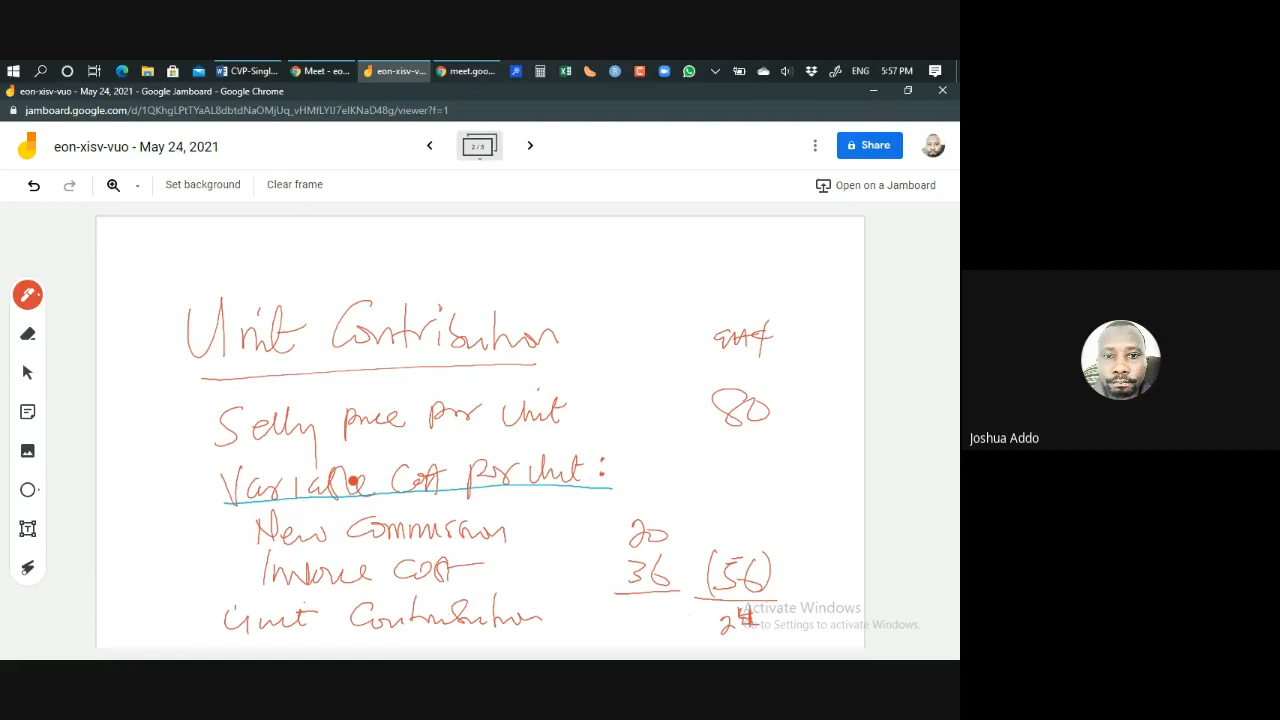 CVP-Singl...
Meet - eo...
eon-xisv-v...
meet.goo...
ENG
5:57 PM
eon-xisv-vuo - May 24, 2021 - Google Jamboard - Google Chrome
jamboard.google.com/d/1QKhgLPtTYaAL8dbtdNaOMjUq_vHMfLYlJ7elKNaD48g/viewer?f=1
eon-xisv-vuo - May 24, 2021
2 / 5
Share
Set background
Clear frame
Open on a Jamboard
Unit Contribution
Selling price per unit 80
Variable Cost per unit:
New Commission 20
Invoice cost 36 (56)
Unit Contribution 24
Activate Windows
Go to Settings to activate Windows.
Joshua Addo